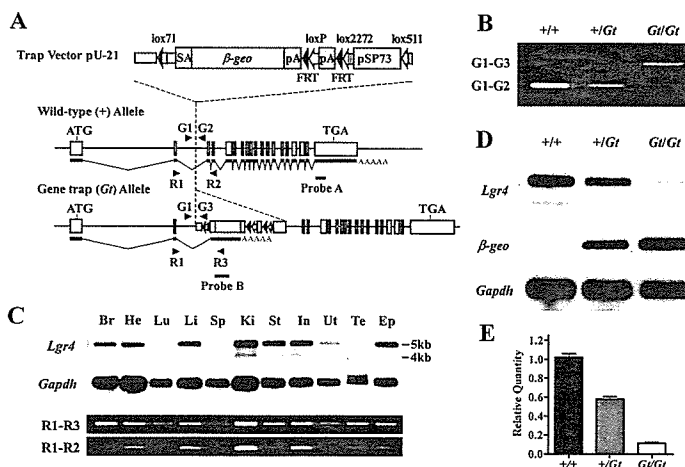 A
lox71
loxP
lox2272
lox511
Trap Vector pU-21
SA
β-geo
pA
pA
pSP73
FRT
FRT
Wild-type (+) Allele
ATG
G1
G2
TGA
AAAAA
R1
R2
Probe A
Gene trap (Gt) Allele
G1
G3
ATG
TGA
AAAAA
R1
R3
Probe B
B
+/+
+/Gt
Gt/Gt
G1-G3
G1-G2
C
Br He Lu Li Sp Ki St In Ut Te Ep
Lgr4
5kb
4kb
Gapdh
R1-R3
R1-R2
D
+/+
+/Gt
Gt/Gt
Lgr4
β-geo
Gapdh
E
Relative Quantity
1.2
1.0
0.8
0.6
0.4
0.2
0.0
+/+
+/Gt
Gt/Gt